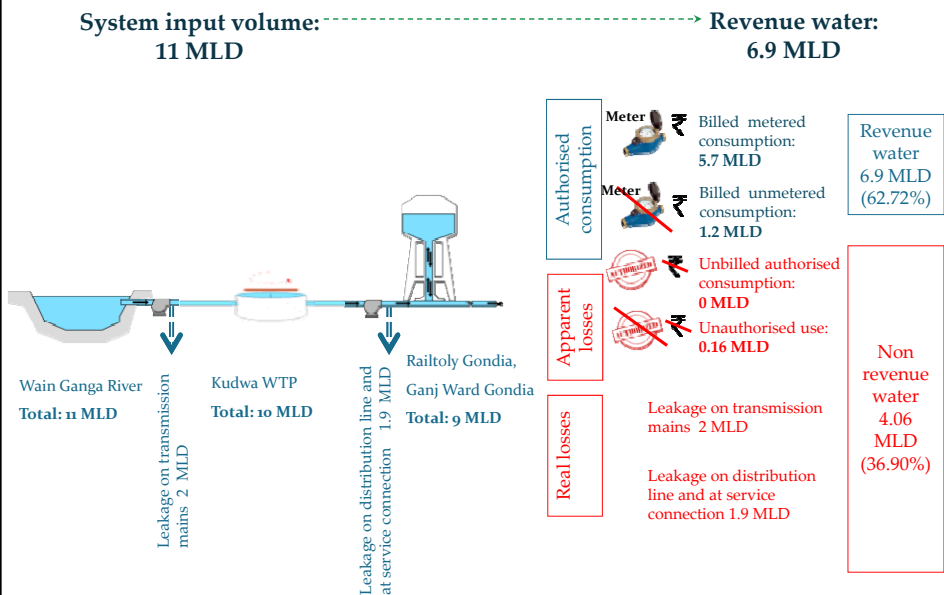 System input volume:
11 MLD
Revenue water:
6.9 MLD
Authorised
consumption
Meter
₹
Billed metered
consumption:
5.7 MLD
Meter
₹
Billed unmetered
consumption:
1.2 MLD
Revenue
water
6.9 MLD
(62.72%)
Apparent
losses
AUTHORIZED
₹
Unbilled authorised
consumption:
0 MLD
AUTHORIZED
₹
Unauthorised use:
0.16 MLD
Real losses
Leakage on transmission
mains 2 MLD
Leakage on distribution
line and at service
connection 1.9 MLD
Non
revenue
water
4.06
MLD
(36.90%)
Wain Ganga River
Total: 11 MLD
Leakage on transmission
mains 2 MLD
Kudwa WTP
Total: 10 MLD
Leakage on distribution line and
at service connection 1.9 MLD
Railtoly Gondia,
Ganj Ward Gondia
Total: 9 MLD